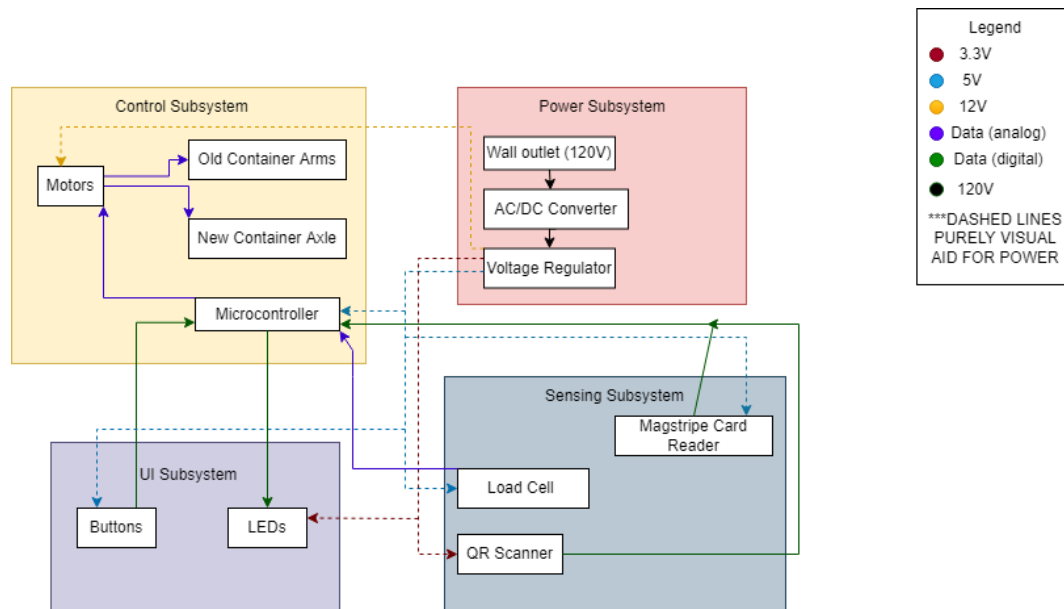 Legend
3.3V
5V
12V
Data (analog)
Data (digital)
120V
***DASHED LINES
PURELY VISUAL
AID FOR POWER
Control Subsystem
Old Container Arms
Motors
New Container Axle
Microcontroller
Power Subsystem
Wall outlet (120V)
AC/DC Converter
Voltage Regulator
Sensing Subsystem
Magstripe Card
Reader
Load Cell
QR Scanner
UI Subsystem
Buttons
LEDs